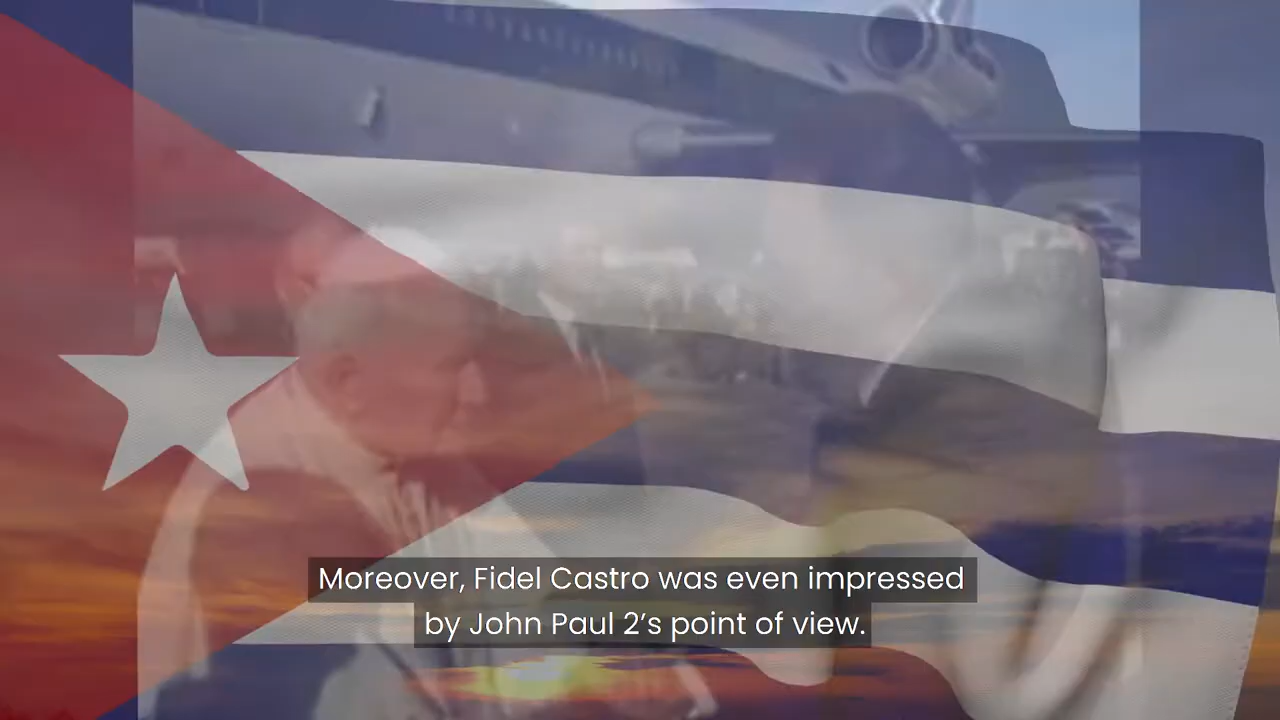 Moreover, Fidel Castro was even impressed
by John Paul 2’s point of view.